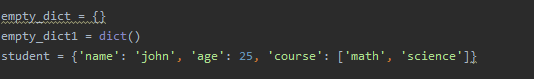 empty_dict = {}
empty_dict1 = dict()
student = {'name': 'john', 'age': 25, 'course': ['math', 'science']}